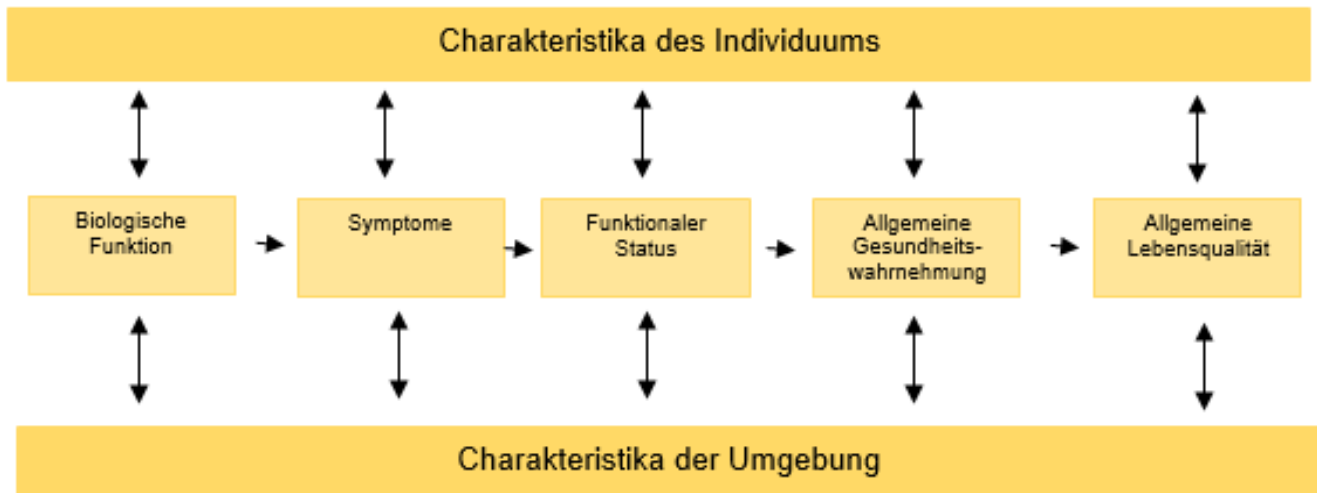 Charakteristika des Individuums
Biologische
Funktion
Symptome
Funktionaler
Status
Allgemeine
Gesundheits-
wahrnehmung
Allgemeine
Lebensqualität
Charakteristika der Umgebung